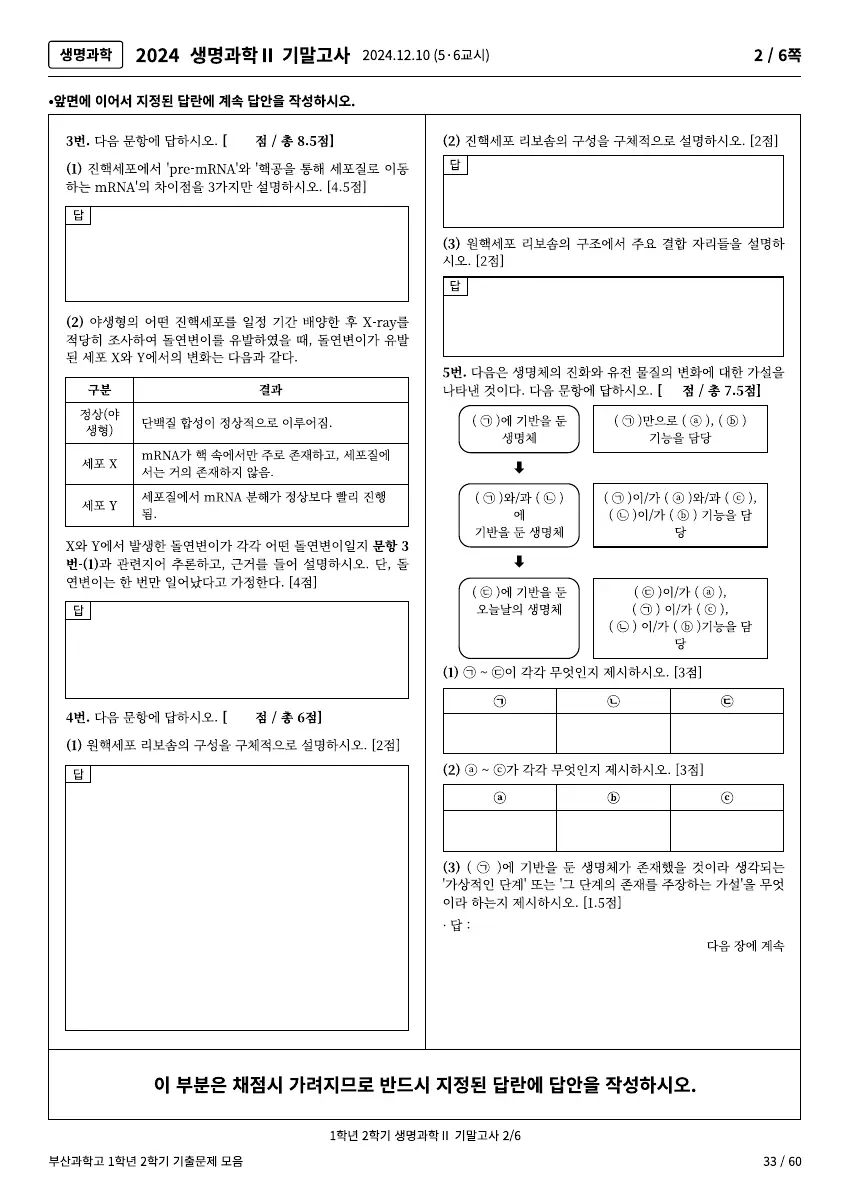 생명과학
2024 생명과학Ⅱ 기말고사 2024.12.10 (5·6교시)
2 / 6쪽
•앞면에 이어서 지정된 답란에 계속 답안을 작성하시오.
3번. 다음 문항에 답하시오. [ 점 / 총 8.5점]
(1) 진핵세포에서 'pre-mRNA'와 '핵공을 통해 세포질로 이동
하는 mRNA'의 차이점을 3가지만 설명하시오. [4.5점]
답
(2) 야생형의 어떤 진핵세포를 일정 기간 배양한 후 X-ray를
적당히 조사하여 돌연변이를 유발하였을 때, 돌연변이가 유발
된 세포 X와 Y에서의 변화는 다음과 같다.
구분 결과
정상(야
생형)
단백질 합성이 정상적으로 이루어짐.
세포 X
mRNA가 핵 속에서만 주로 존재하고, 세포질에
서는 거의 존재하지 않음.
세포 Y
세포질에서 mRNA 분해가 정상보다 빨리 진행
됨.
X와 Y에서 발생한 돌연변이가 각각 어떤 돌연변이일지 문항 3
번-(1)과 관련지어 추론하고, 근거를 들어 설명하시오. 단, 돌
연변이는 한 번만 일어났다고 가정한다. [4점]
답
4번. 다음 문항에 답하시오. [ 점 / 총 6점]
(1) 원핵세포 리보솜의 구성을 구체적으로 설명하시오. [2점]
답
(2) 진핵세포 리보솜의 구성을 구체적으로 설명하시오. [2점]
답
(3) 원핵세포 리보솜의 구조에서 주요 결합 자리들을 설명하
시오. [2점]
답
5번. 다음은 생명체의 진화와 유전 물질의 변화에 대한 가설을
나타낸 것이다. 다음 문항에 답하시오. [ 점 / 총 7.5점]
( ㉠ )에 기반을 둔
생명체
( ㉠ )만으로 ( ⓐ ), ( ⓑ )
기능을 담당
( ㉠ )와/과 ( ㉡ )
에
기반을 둔 생명체
( ㉠ )이/가 ( ⓐ )와/과 ( ⓒ ),
( ㉡ )이/가 ( ⓑ ) 기능을 담
당
( ㉢ )에 기반을 둔
오늘날의 생명체
( ㉢ )이/가 ( ⓐ ),
( ㉠ ) 이/가 ( ⓒ ),
( ㉡ ) 이/가 ( ⓑ )기능을 담
당
(1) ㉠ ~ ㉢이 각각 무엇인지 제시하시오. [3점]
㉠ ㉡ ㉢
(2) ⓐ ~ ⓒ가 각각 무엇인지 제시하시오. [3점]
ⓐ ⓑ ⓒ
(3) ( ㉠ )에 기반을 둔 생명체가 존재했을 것이라 생각되는
'가상적인 단계' 또는 '그 단계의 존재를 주장하는 가설'을 무엇
이라 하는지 제시하시오. [1.5점]
· 답 :
다음 장에 계속
이 부분은 채점시 가려지므로 반드시 지정된 답란에 답안을 작성하시오.
1학년 2학기 생명과학Ⅱ 기말고사 2/6
부산과학고 1학년 2학기 기출문제 모음
33 / 60